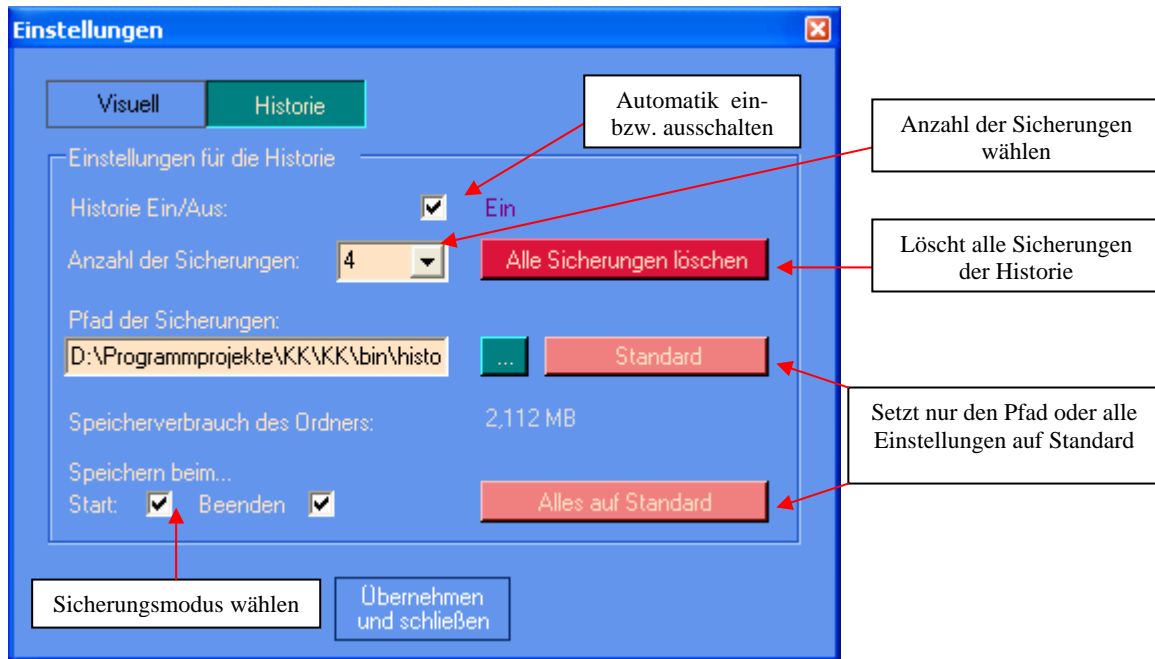 Einstellungen
Visuell
Historie
Automatik ein-
bzw. ausschalten
Anzahl der Sicherungen
wählen
Einstellungen für die Historie
Historie Ein/Aus:
Ein
Anzahl der Sicherungen:
4
Alle Sicherungen löschen
Löscht alle Sicherungen
der Historie
Pfad der Sicherungen:
D:\Programmprojekte\KK\KK\bin\histo
...
Standard
Setzt nur den Pfad oder alle
Einstellungen auf Standard
Speicherverbrauch des Ordners:
2,112 MB
Speichern beim...
Start:
Beenden
Alles auf Standard
Sicherungsmodus wählen
Übernehmen
und schließen